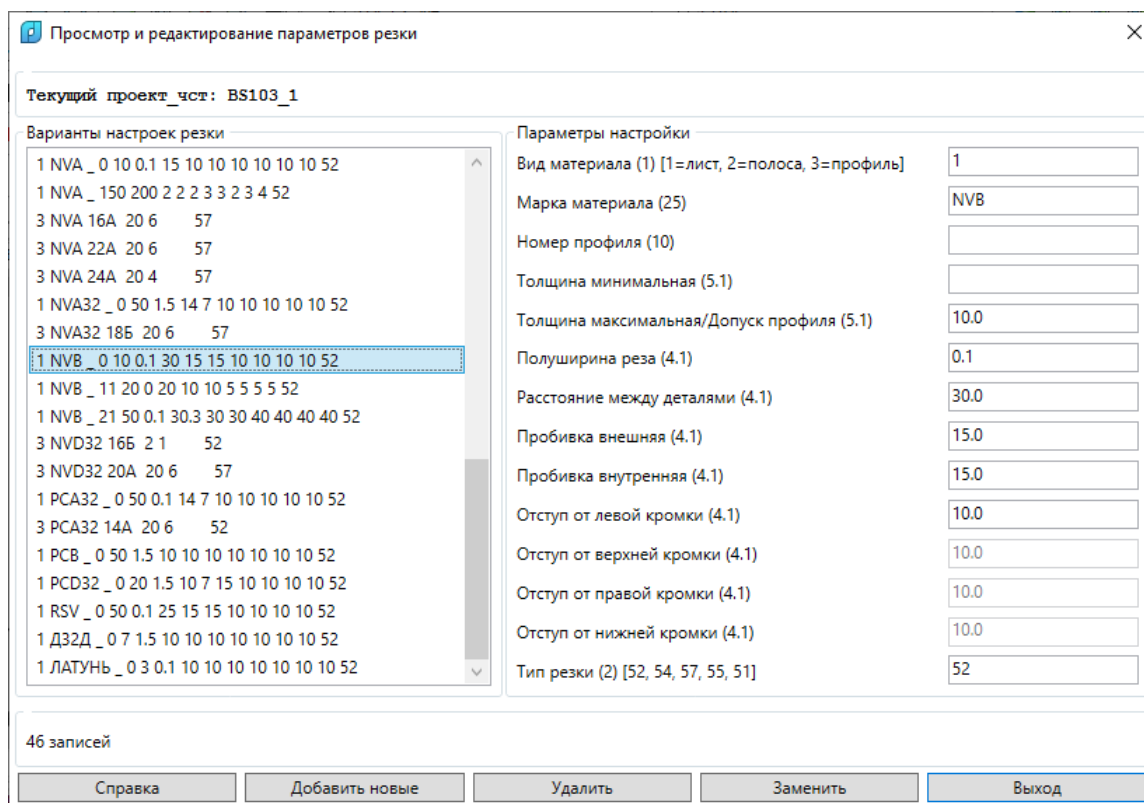 Просмотр и редактирование параметров резки
Текущий проект_чст: BS103_1
Варианты настроек резки
1 NVA _ 0 10 0.1 15 10 10 10 10 10 10 52
1 NVA _ 150 200 2 2 2 3 3 2 3 4 52
3 NVA 16А 20 6 57
3 NVA 22А 20 6 57
3 NVA 24А 20 4 57
1 NVA32 _ 0 50 1.5 14 7 10 10 10 10 10 52
3 NVA32 18Б 20 6 57
1 NVB _ 0 10 0.1 30 15 15 10 10 10 10 52
1 NVB _ 11 20 0 20 10 10 5 5 5 5 52
1 NVB _ 21 50 0.1 30.3 30 30 40 40 40 40 52
3 NVD32 16Б 2 1 52
3 NVD32 20А 20 6 57
1 PCA32 _ 0 50 0.1 14 7 10 10 10 10 10 52
3 PCA32 14А 20 6 52
1 PCB _ 0 50 1.5 10 10 10 10 10 10 10 52
1 PCD32 _ 0 20 1.5 10 7 15 10 10 10 10 52
1 RSV _ 0 50 0.1 25 15 15 10 10 10 10 52
1 Д32Д _ 0 7 1.5 10 10 10 10 10 10 10 52
1 ЛАТУНЬ _ 0 3 0.1 10 10 10 10 10 10 10 52
Параметры настройки
Вид материала (1) [1=лист, 2=полоса, 3=профиль] 1
Марка материала (25) NVB
Номер профиля (10)
Толщина минимальная (5.1)
Толщина максимальная/Допуск профиля (5.1) 10.0
Полуширина реза (4.1) 0.1
Расстояние между деталями (4.1) 30.0
Пробивка внешняя (4.1) 15.0
Пробивка внутренняя (4.1) 15.0
Отступ от левой кромки (4.1) 10.0
Отступ от верхней кромки (4.1) 10.0
Отступ от правой кромки (4.1) 10.0
Отступ от нижней кромки (4.1) 10.0
Тип резки (2) [52, 54, 57, 55, 51] 52
46 записей
Справка Добавить новые Удалить Заменить Выход